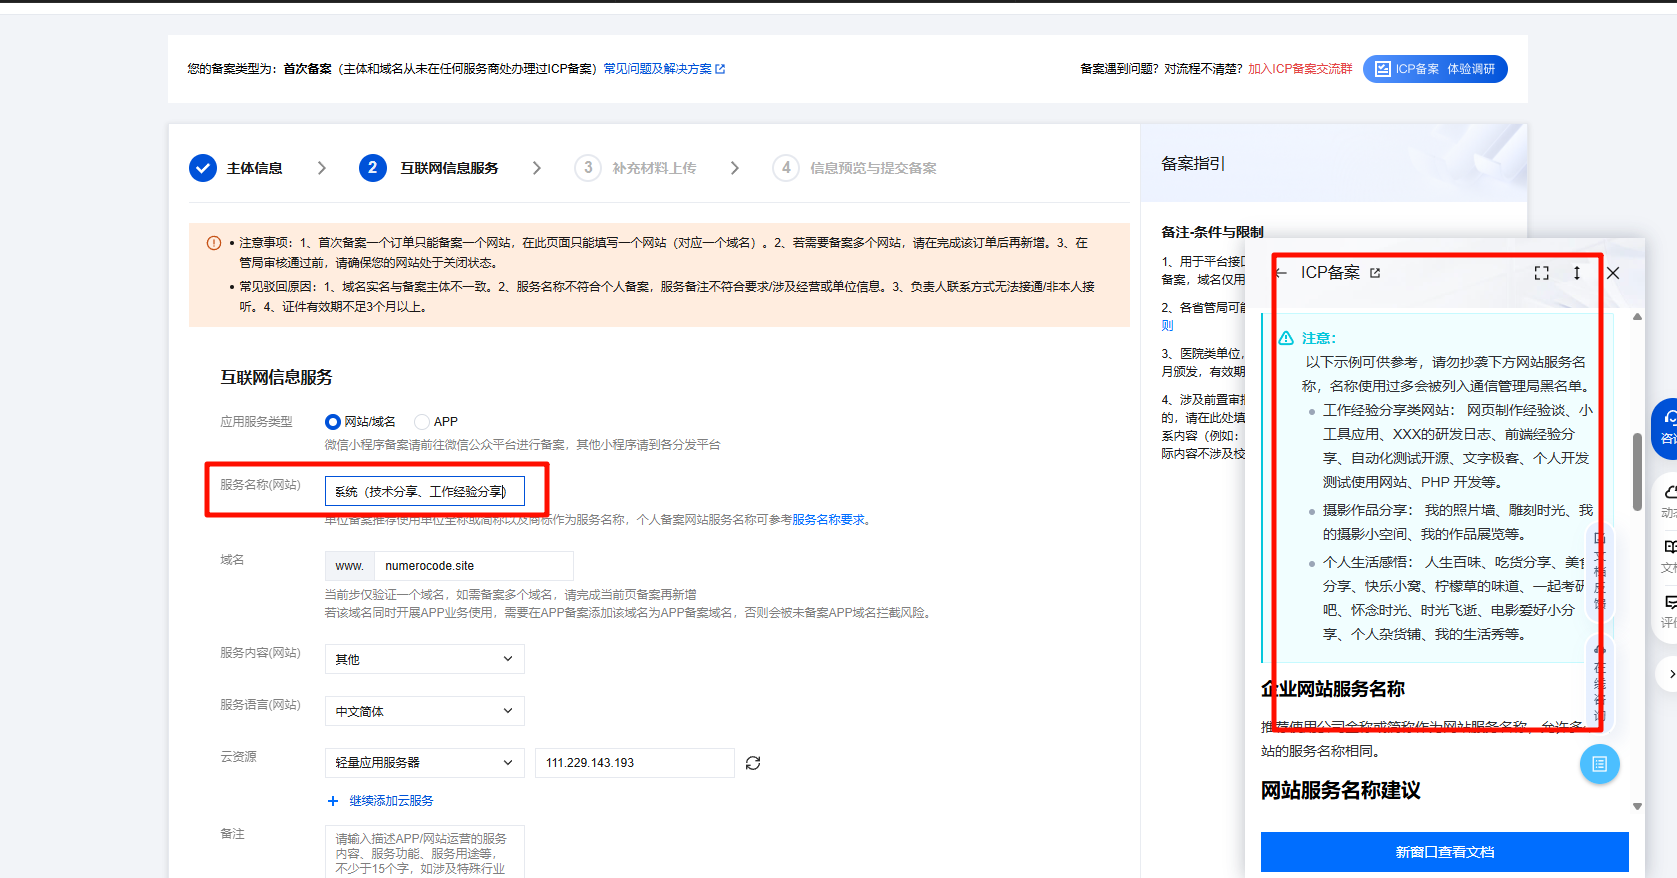 您的备案类型为：首次备案（主体和域名从未在任何服务商处办理过ICP备案）常见问题及解决方案
备案遇到问题？对流程不清楚？加入ICP备案交流群
ICP备案 体验调研
主体信息
2 互联网信息服务
3 补充材料上传
4 信息预览与提交备案
注意事项：1、首次备案一个订单只能备案一个网站，在此页面只能填写一个网站（对应一个域名）。2、若需要备案多个网站，请在完成该订单后再新增。3、在
管局审核通过前，请确保您的网站处于关闭状态。
常见驳回原因：1、域名实名与备案主体不一致。2、服务名称不符合个人备案，服务备注不符合要求/涉及经营或单位信息。3、负责人联系方式无法接通/非本人接
听。4、证件有效期不足3个月以上。
互联网信息服务
应用服务类型
网站/域名
APP
微信小程序备案请前往微信公众平台进行备案，其他小程序请到各分发平台
服务名称(网站)
系统（技术分享、工作经验分享）
单位备案推荐使用单位全称或简称以及商标作为服务名称，个人备案网站服务名称可参考服务名称要求。
域名
www.
numerocode.site
当前步仅验证一个域名，如需备案多个域名，请完成当前页备案再新增
若该域名同时开展APP业务使用，需要在APP备案添加该域名为APP备案域名，否则会被未备案APP域名拦截风险。
服务内容(网站)
其他
服务语言(网站)
中文简体
云资源
轻量应用服务器
111.229.143.193
继续添加云服务
备注
请输入描述APP/网站运营的服务
内容、服务功能、服务用途等，
不少于15个字，如涉及特殊行业
备案指引
备注-条件与限制
1、用于平台接
备案，域名仅用
2、各省管局可
则
3、医院类单位，
月颁发，有效期
4、涉及前置审
的，请在此处填
系内容（例如：
际内容不涉及校
ICP备案
注意：
以下示例可供参考，请勿抄袭下方网站服务名
称，名称使用过多会被列入通信管理局黑名单。
工作经验分享类网站： 网页制作经验谈、小
工具应用、XXX的研发日志、前端经验分
享、自动化测试开源、文字极客、个人开发
测试使用网站、PHP 开发等。
摄影作品分享： 我的照片墙、雕刻时光、我
的摄影小空间、我的作品展览等。
个人生活感悟： 人生百味、吃货分享、美食
分享、快乐小窝、柠檬草的味道、一起考研
吧、怀念时光、时光飞逝、电影爱好小分
享、个人杂货铺、我的生活秀等。
企业网站服务名称
推荐使用公司全称或简称作为网站服务名称，允许多
站的服务名称相同。
网站服务名称建议
新窗口查看文档
文档反馈
在线咨询
咨
动态
文档
评价